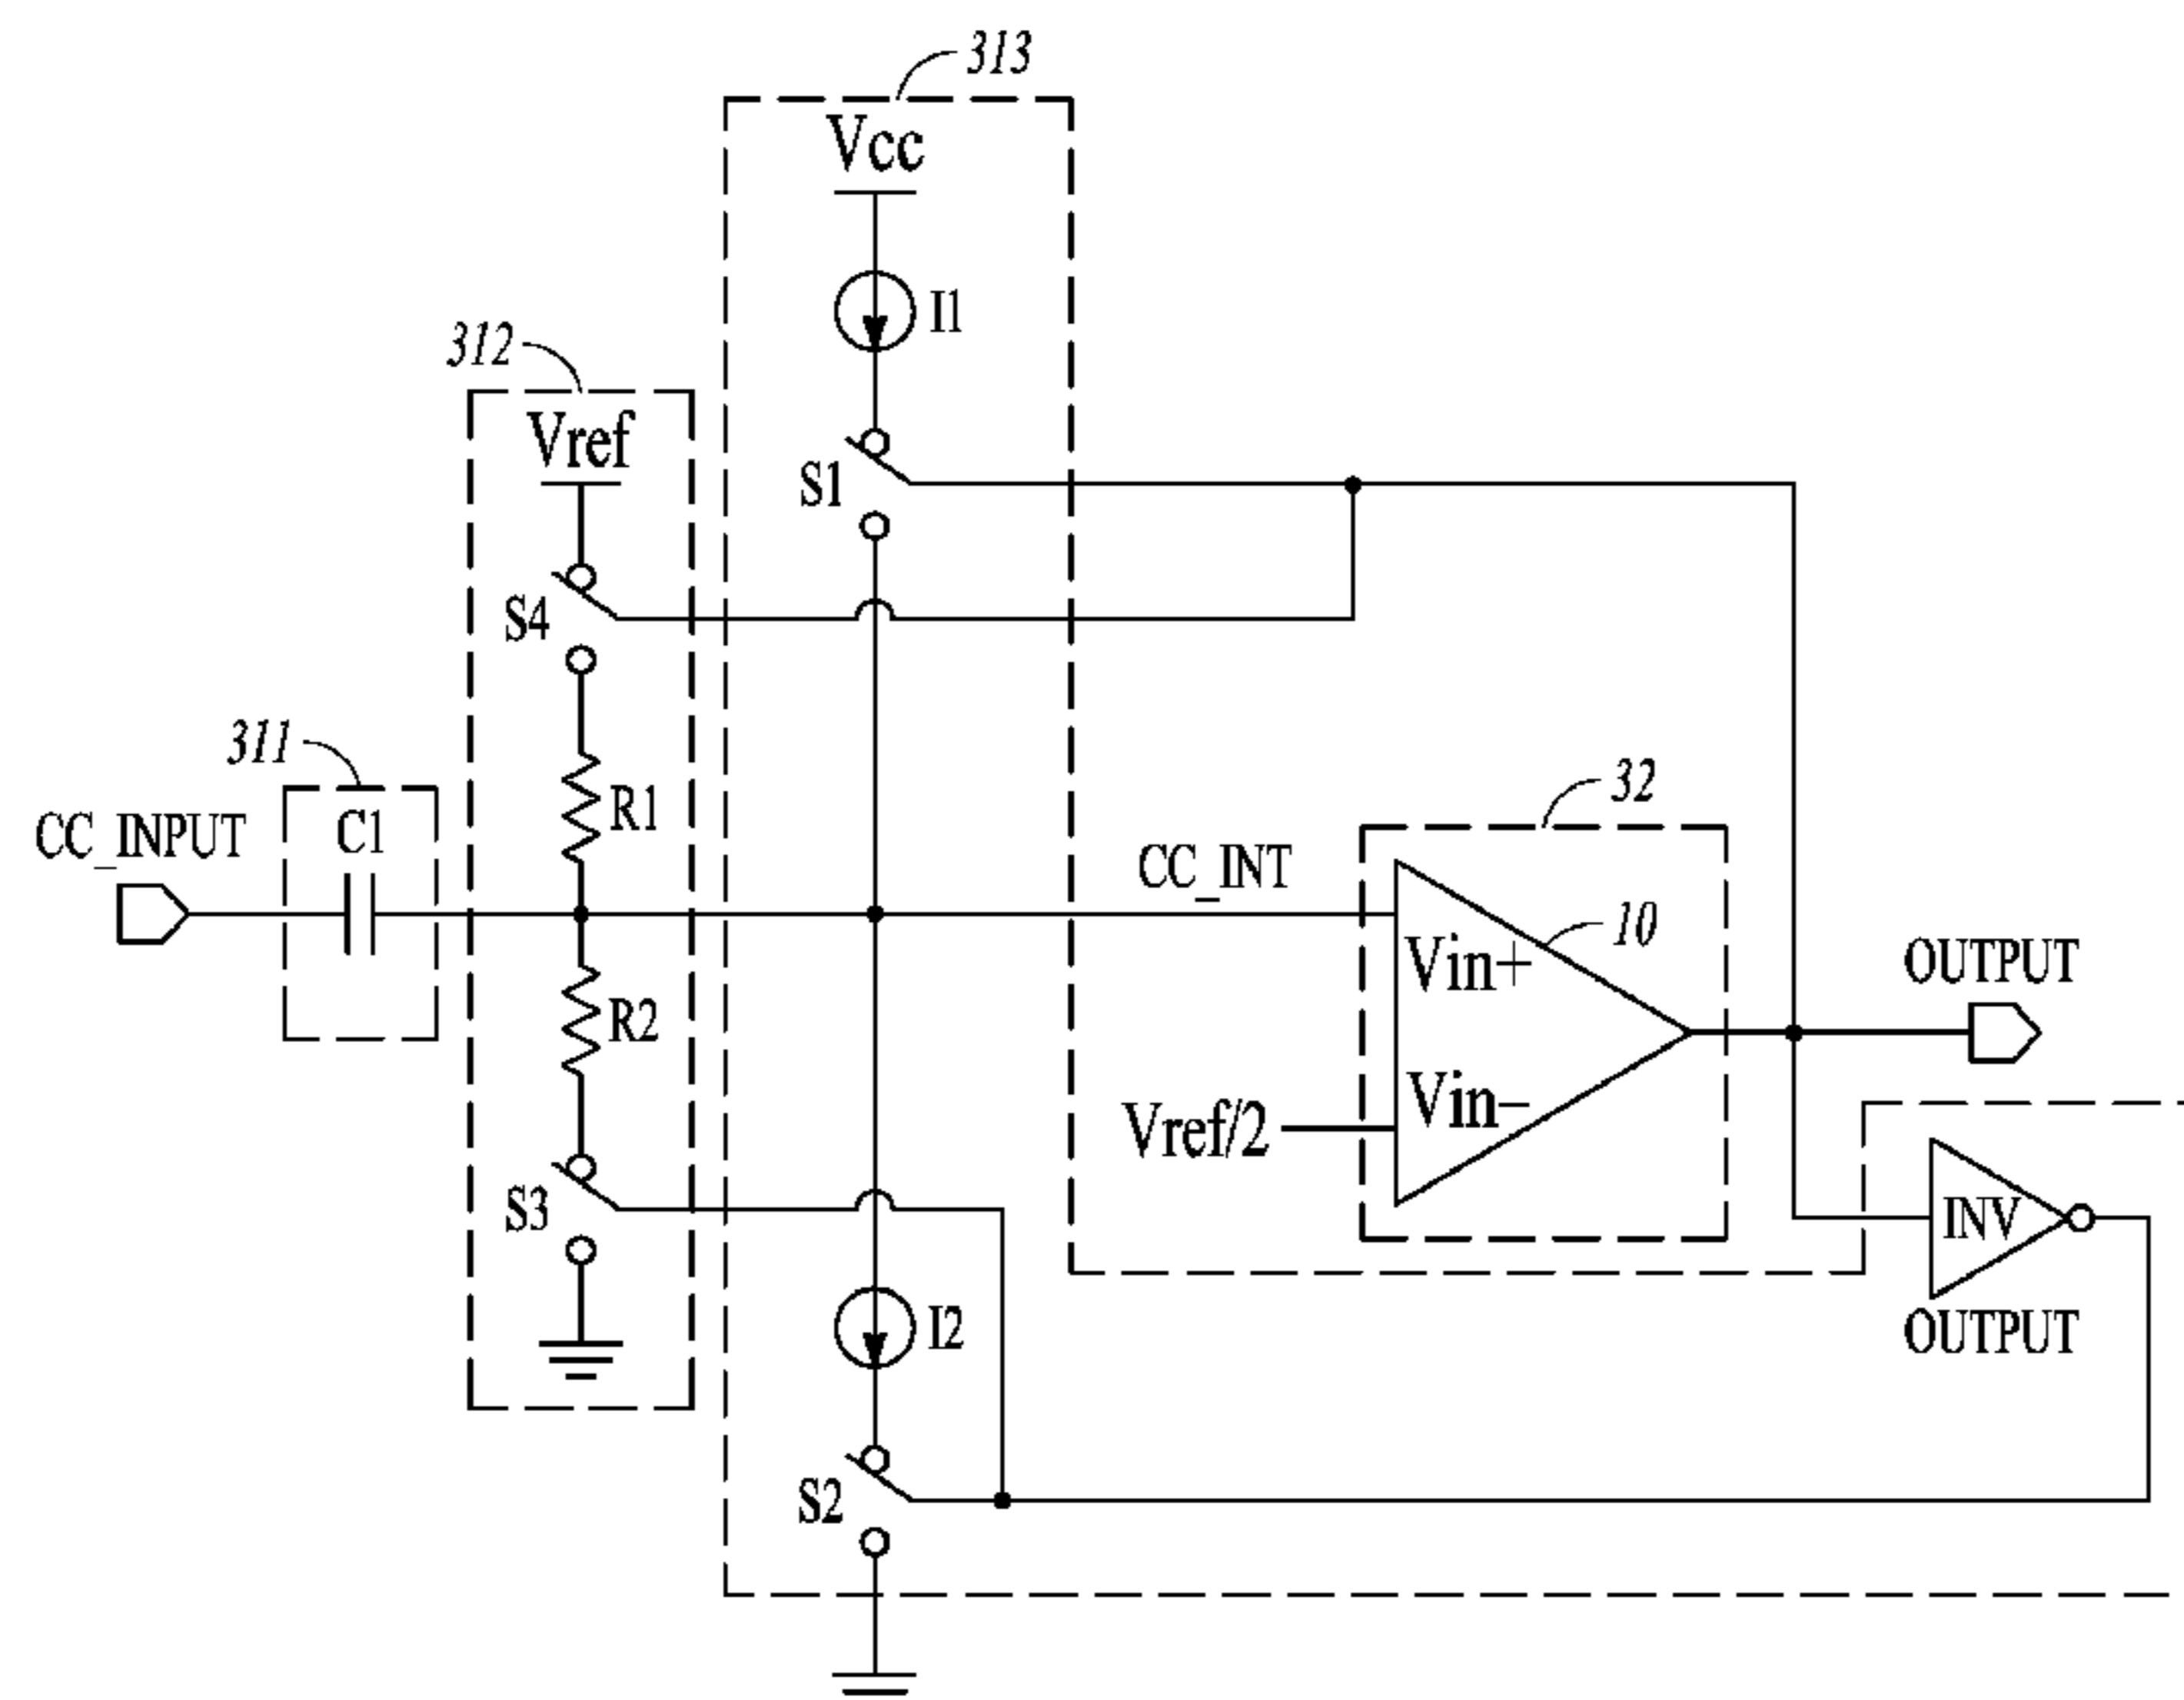 313
Vcc
I1
312
Vref
S1
S4
311
R1
32
CC_INPUT
C1
CC_INT
10
Vin+
OUTPUT
R2
Vin−
Vref/2
S3
INV
I2
OUTPUT
S2